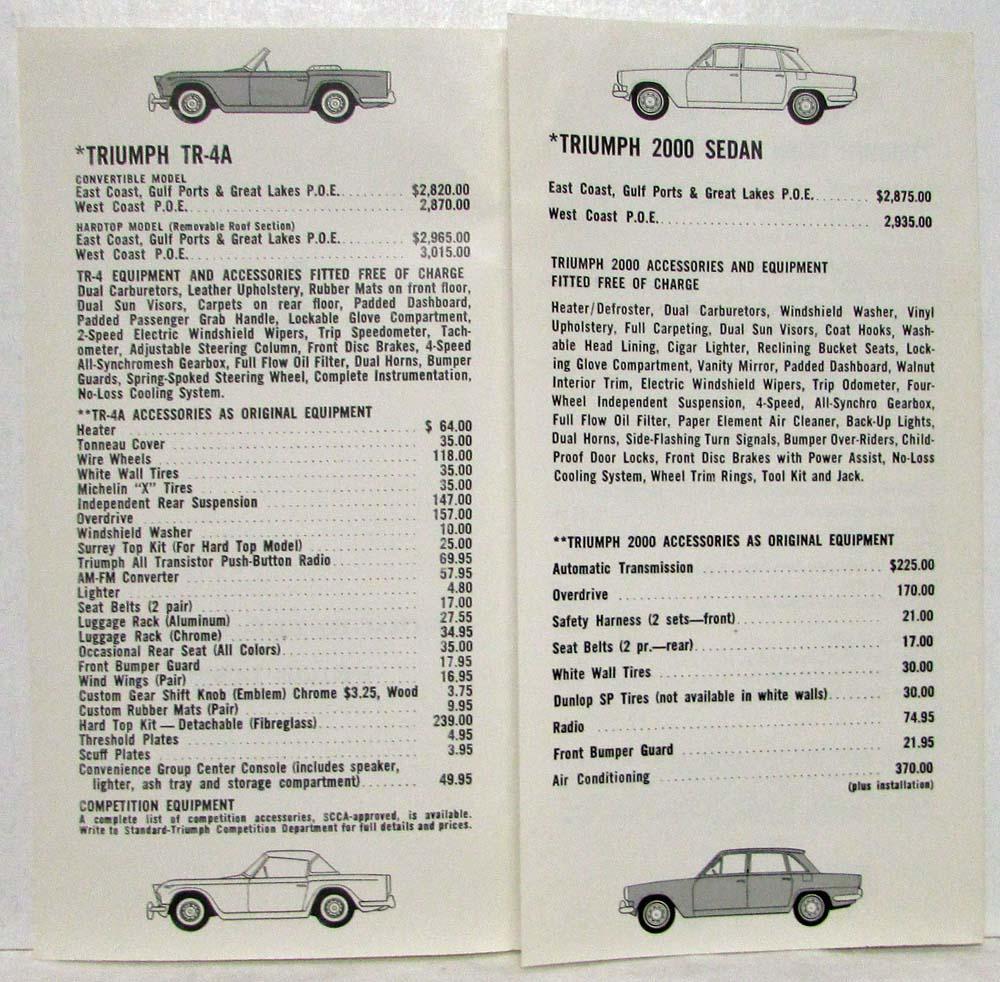 *TRIUMPH TR-4A
CONVERTIBLE MODEL
East Coast, Gulf Ports & Great Lakes P.O.E. $2,820.00
West Coast P.O.E. 2,870.00
HARDTOP MODEL (Removable Roof Section)
East Coast, Gulf Ports & Great Lakes P.O.E. $2,965.00
West Coast P.O.E. 3,015.00
TR-4 EQUIPMENT AND ACCESSORIES FITTED FREE OF CHARGE
Dual Carburetors, Leather Upholstery, Rubber Mats on front floor,
Dual Sun Visors, Carpets on rear floor, Padded Dashboard,
Padded Passenger Grab Handle, Lockable Glove Compartment,
2-Speed Electric Windshield Wipers, Trip Speedometer, Tach-
ometer, Adjustable Steering Column, Front Disc Brakes, 4-Speed
All-Synchromesh Gearbox, Full Flow Oil Filter, Dual Horns, Bumper
Guards, Spring-Spoked Steering Wheel, Complete Instrumentation,
No-Loss Cooling System.
**TR-4A ACCESSORIES AS ORIGINAL EQUIPMENT
Heater $ 64.00
Tonneau Cover 35.00
Wire Wheels 118.00
White Wall Tires 35.00
Michelin "X" Tires 35.00
Independent Rear Suspension 147.00
Overdrive 157.00
Windshield Washer 10.00
Surrey Top Kit (For Hard Top Model) 25.00
Triumph All Transistor Push-Button Radio 69.95
AM-FM Converter 57.95
Lighter 4.80
Seat Belts (2 pair) 17.00
Luggage Rack (Aluminum) 27.55
Luggage Rack (Chrome) 34.95
Occasional Rear Seat (All Colors) 35.00
Front Bumper Guard 17.95
Wind Wings (Pair) 16.95
Custom Gear Shift Knob (Emblem) Chrome $3.25, Wood 3.75
Custom Rubber Mats (Pair) 9.95
Hard Top Kit — Detachable (Fibreglass) 239.00
Threshold Plates 4.95
Scuff Plates 3.95
Convenience Group Center Console (includes speaker,
lighter, ash tray and storage compartment) 49.95
COMPETITION EQUIPMENT
A complete list of competition accessories, SCCA-approved, is available.
Write to Standard-Triumph Competition Department for full details and prices.
*TRIUMPH 2000 SEDAN
East Coast, Gulf Ports & Great Lakes P.O.E. $2,875.00
West Coast P.O.E. 2,935.00
TRIUMPH 2000 ACCESSORIES AND EQUIPMENT
FITTED FREE OF CHARGE
Heater/Defroster, Dual Carburetors, Windshield Washer, Vinyl
Upholstery, Full Carpeting, Dual Sun Visors, Coat Hooks, Wash-
able Head Lining, Cigar Lighter, Reclining Bucket Seats, Lock-
ing Glove Compartment, Vanity Mirror, Padded Dashboard, Walnut
Interior Trim, Electric Windshield Wipers, Trip Odometer, Four-
Wheel Independent Suspension, 4-Speed, All-Synchro Gearbox,
Full Flow Oil Filter, Paper Element Air Cleaner, Back-Up Lights,
Dual Horns, Side-Flashing Turn Signals, Bumper Over-Riders, Child-
Proof Door Locks, Front Disc Brakes with Power Assist, No-Loss
Cooling System, Wheel Trim Rings, Tool Kit and Jack.
**TRIUMPH 2000 ACCESSORIES AS ORIGINAL EQUIPMENT
Automatic Transmission $225.00
Overdrive 170.00
Safety Harness (2 sets—front) 21.00
Seat Belts (2 pr.—rear) 17.00
White Wall Tires 30.00
Dunlop SP Tires (not available in white walls) 30.00
Radio 74.95
Front Bumper Guard 21.95
Air Conditioning 370.00
(plus installation)